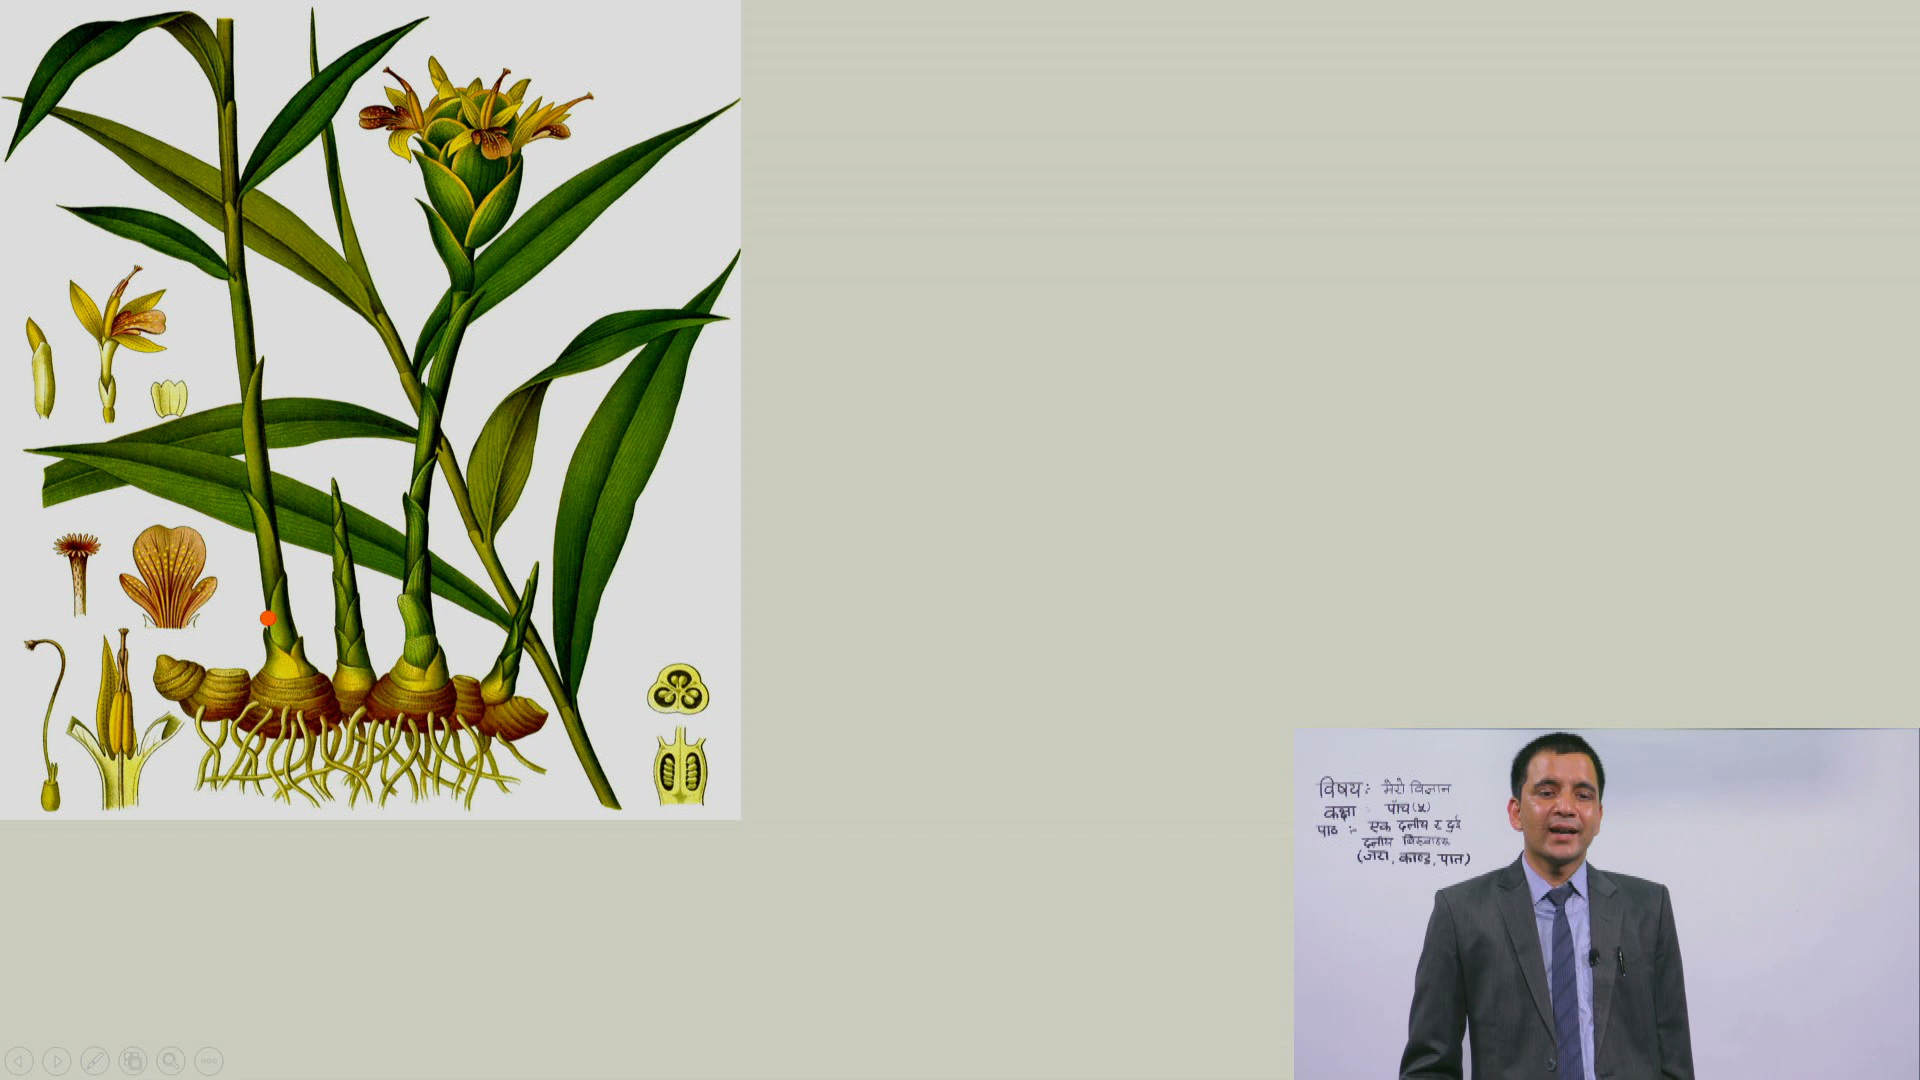 विषय: मेरो विज्ञान
कक्षा : पाँच (५)
पाठ :- एक दलीय र दुई
दलीय बिरुवाहरू
(जरा, काण्ड, पात)